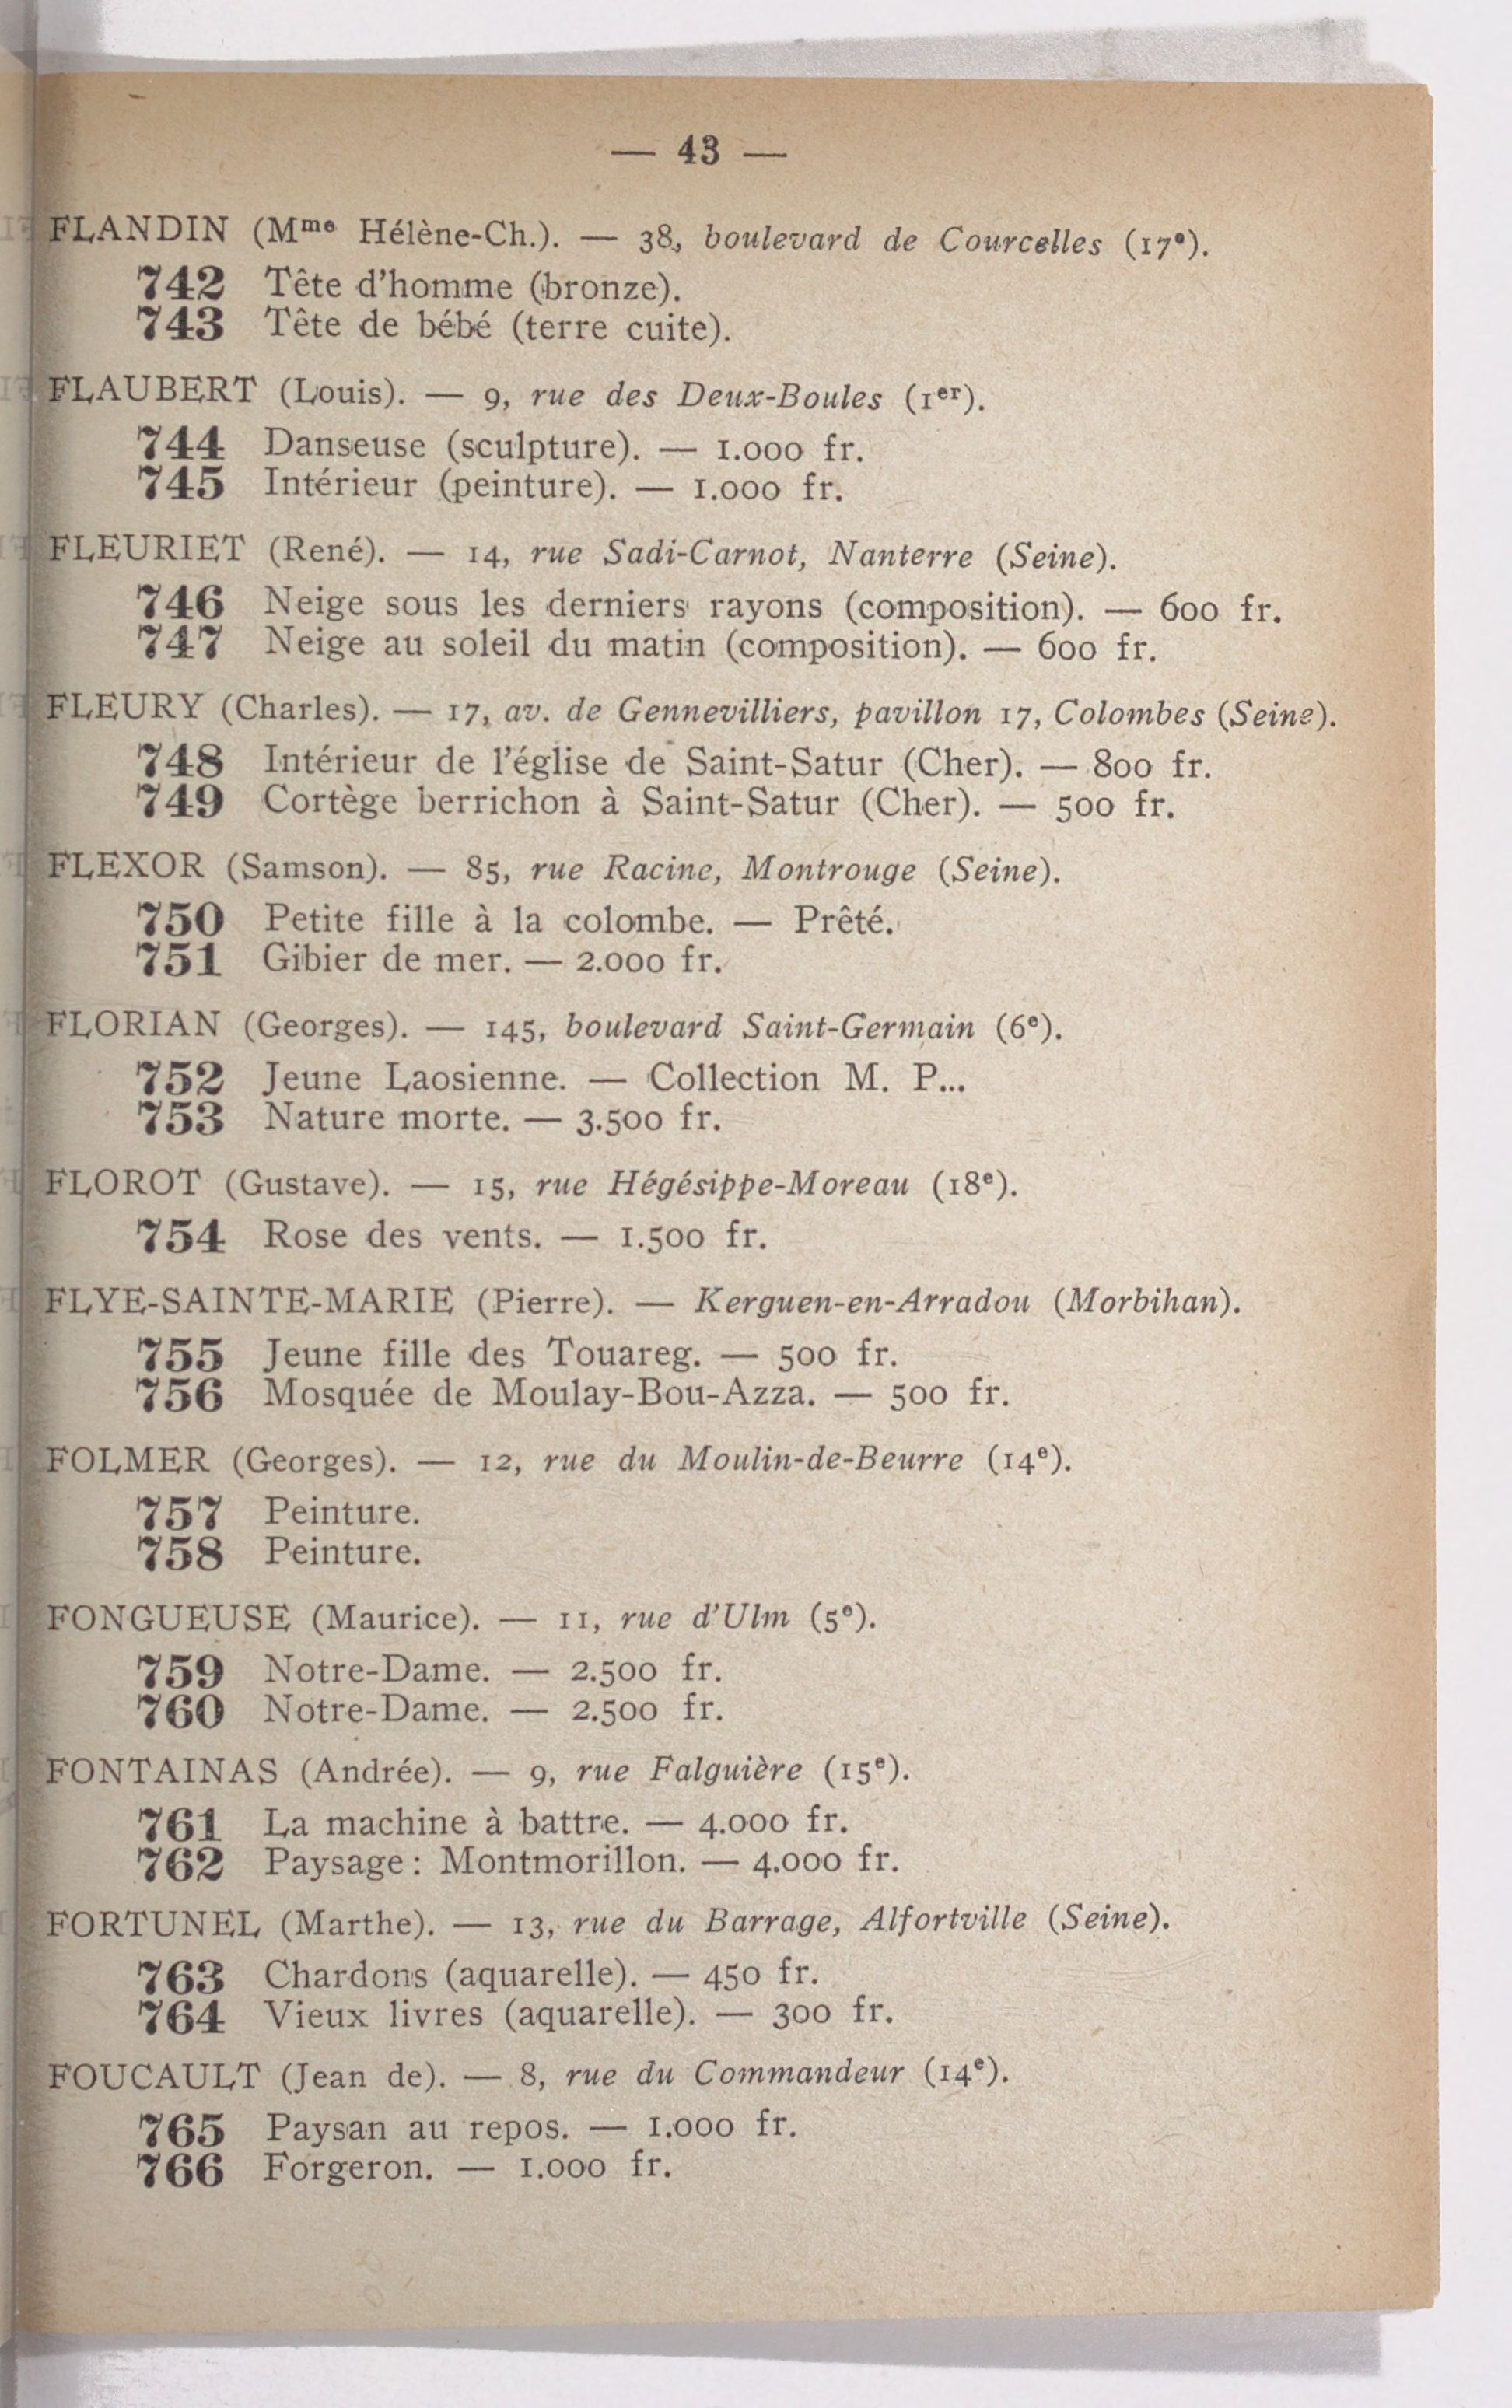 — 43 —
FLANDIN (Mᵐᵉ Hélène-Ch.). — 38, boulevard de Courcelles (17ᵉ).
742 Tête d'homme (bronze).
743 Tête de bébé (terre cuite).
FLAUBERT (Louis). — 9, rue des Deux-Boules (1ᵉʳ).
744 Danseuse (sculpture). — 1.000 fr.
745 Intérieur (peinture). — 1.000 fr.
FLEURIET (René). — 14, rue Sadi-Carnot, Nanterre (Seine).
746 Neige sous les derniers rayons (composition). — 600 fr.
747 Neige au soleil du matin (composition). — 600 fr.
FLEURY (Charles). — 17, av. de Gennevilliers, pavillon 17, Colombes (Seine).
748 Intérieur de l'église de Saint-Satur (Cher). — 800 fr.
749 Cortège berrichon à Saint-Satur (Cher). — 500 fr.
FLEXOR (Samson). — 85, rue Racine, Montrouge (Seine).
750 Petite fille à la colombe. — Prêté.
751 Gibier de mer. — 2.000 fr.
FLORIAN (Georges). — 145, boulevard Saint-Germain (6ᵉ).
752 Jeune Laosienne. — Collection M. P...
753 Nature morte. — 3.500 fr.
FLOROT (Gustave). — 15, rue Hégésippe-Moreau (18ᵉ).
754 Rose des vents. — 1.500 fr.
FLYE-SAINTE-MARIE (Pierre). — Kerguen-en-Arradou (Morbihan).
755 Jeune fille des Touareg. — 500 fr.
756 Mosquée de Moulay-Bou-Azza. — 500 fr.
FOLMER (Georges). — 12, rue du Moulin-de-Beurre (14ᵉ).
757 Peinture.
758 Peinture.
FONGUEUSE (Maurice). — 11, rue d'Ulm (5ᵉ).
759 Notre-Dame. — 2.500 fr.
760 Notre-Dame. — 2.500 fr.
FONTAINAS (Andrée). — 9, rue Falguière (15ᵉ).
761 La machine à battre. — 4.000 fr.
762 Paysage : Montmorillon. — 4.000 fr.
FORTUNEL (Marthe). — 13, rue du Barrage, Alfortville (Seine).
763 Chardons (aquarelle). — 450 fr.
764 Vieux livres (aquarelle). — 300 fr.
FOUCAULT (Jean de). — 8, rue du Commandeur (14ᵉ).
765 Paysan au repos. — 1.000 fr.
766 Forgeron. — 1.000 fr.